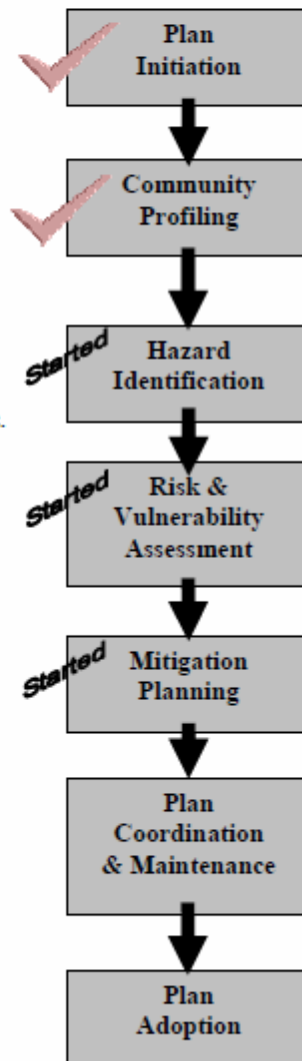 Plan
Initiation
Community
Profiling
Started
Hazard
Identification
Started
Risk &
Vulnerability
Assessment
Started
Mitigation
Planning
Plan
Coordination
& Maintenance
Plan
Adoption